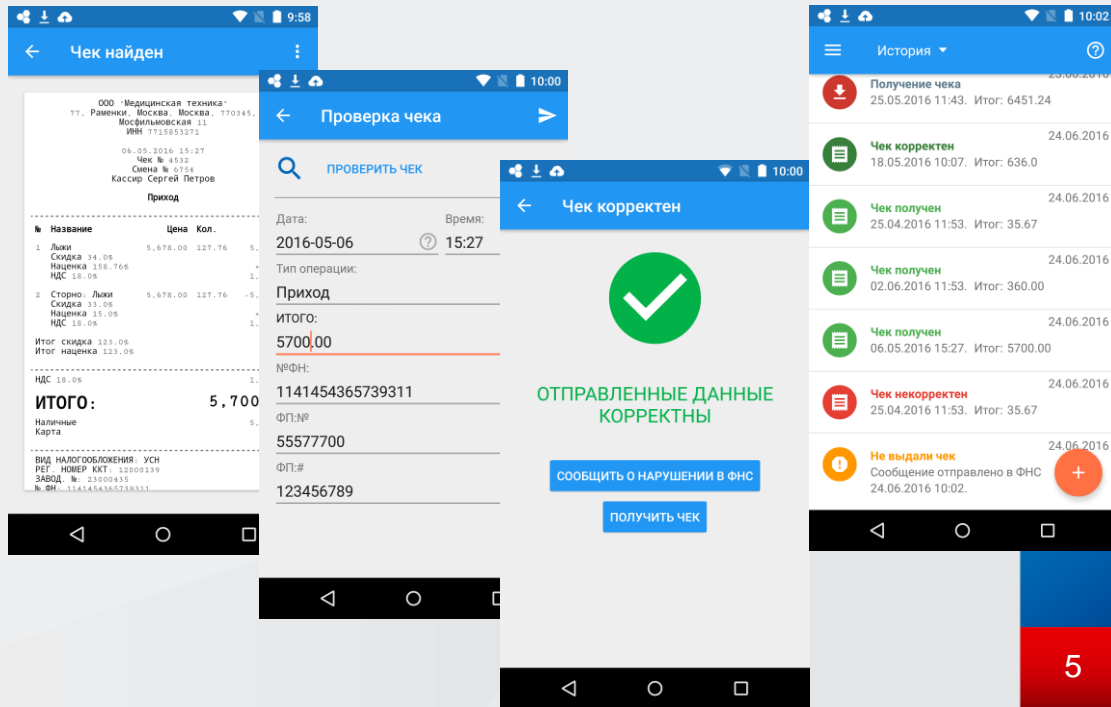 9:58
Чек найден
ООО "Медицинская техника"
77, Раменки, Москва, Москва, 770345,
Мосфильмовская 11
ИНН 7715853271
06.05.2016 15:27
Чек № 4532
Смена № 6754
Кассир Сергей Петров
Приход
№ Название Цена Кол.
1 Лыжи 5,678.00 127.76 5,
Скидка 34.0%
Наценка 158.76%
НДС 18.0% 1,
2 Сторно: Лыжи 5,678.00 127.76 -5,
Скидка 33.0%
Наценка 15.0%
НДС 18.0% 1,
Итог скидка 123.0%
Итог наценка 123.0%
НДС 18.0% 1,
ИТОГО: 5,700
Наличные 5,
Карта
ВИД НАЛОГООБЛОЖЕНИЯ: УСН
РЕГ. НОМЕР ККТ: 12000139
ЗАВОД. №: 23000435
№ ФН: 1141454365739311
10:00
Проверка чека
ПРОВЕРИТЬ ЧЕК
Дата: Время:
2016-05-06 15:27
Тип операции:
Приход
ИТОГО:
5700.00
№ФН:
1141454365739311
ФП:№
55577700
ФП:#
123456789
10:00
Чек корректен
ОТПРАВЛЕННЫЕ ДАННЫЕ
КОРРЕКТНЫ
СООБЩИТЬ О НАРУШЕНИИ В ФНС
ПОЛУЧИТЬ ЧЕК
10:02
История
Получение чека
25.05.2016 11:43. Итог: 6451.24
24.06.2016
Чек корректен
18.05.2016 10:07. Итог: 636.0
24.06.2016
Чек получен
25.04.2016 11:53. Итог: 35.67
24.06.2016
Чек получен
02.06.2016 11:53. Итог: 360.00
24.06.2016
Чек получен
06.05.2016 15:27. Итог: 5700.00
24.06.2016
Чек некорректен
25.04.2016 11:53. Итог: 35.67
24.06.2016
Не выдали чек
Сообщение отправлено в ФНС
24.06.2016 10:02.
5